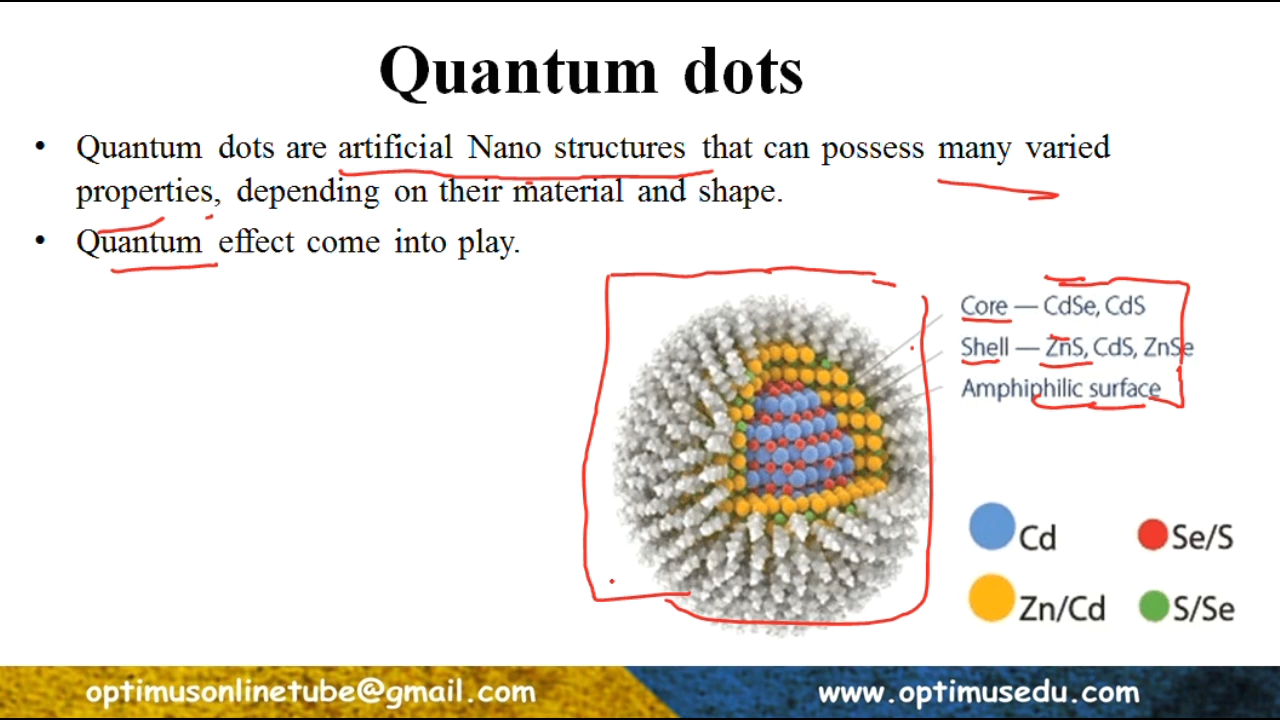 Quantum dots
• Quantum dots are artificial Nano structures that can possess many varied
properties, depending on their material and shape.
• Quantum effect come into play.
Core — CdSe, CdS
Shell — ZnS, CdS, ZnSe
Amphiphilic surface
Cd
Se/S
Zn/Cd
S/Se
optimusonlinetube@gmail.com
www.optimusedu.com